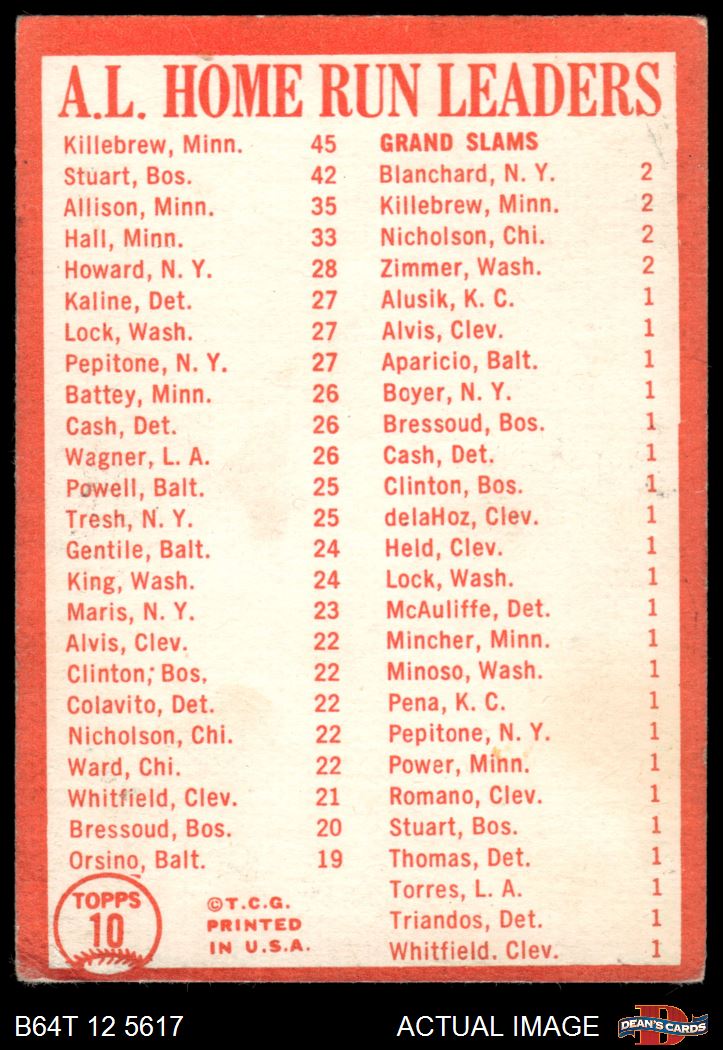 A.L. HOME RUN LEADERS
Killebrew, Minn. 45
Stuart, Bos. 42
Allison, Minn. 35
Hall, Minn. 33
Howard, N. Y. 28
Kaline, Det. 27
Lock, Wash. 27
Pepitone, N. Y. 27
Battey, Minn. 26
Cash, Det. 26
Wagner, L. A. 26
Powell, Balt. 25
Tresh, N. Y. 25
Gentile, Balt. 24
King, Wash. 24
Maris, N. Y. 23
Alvis, Clev. 22
Clinton, Bos. 22
Colavito, Det. 22
Nicholson, Chi. 22
Ward, Chi. 22
Whitfield, Clev. 21
Bressoud, Bos. 20
Orsino, Balt. 19
GRAND SLAMS
Blanchard, N. Y. 2
Killebrew, Minn. 2
Nicholson, Chi. 2
Zimmer, Wash. 2
Alusik, K. C. 1
Alvis, Clev. 1
Aparicio, Balt. 1
Boyer, N. Y. 1
Bressoud, Bos. 1
Cash, Det. 1
Clinton, Bos. 1
delaHoz, Clev. 1
Held, Clev. 1
Lock, Wash. 1
McAuliffe, Det. 1
Mincher, Minn. 1
Minoso, Wash. 1
Pena, K. C. 1
Pepitone, N. Y. 1
Power, Minn. 1
Romano, Clev. 1
Stuart, Bos. 1
Thomas, Det. 1
Torres, L. A. 1
Triandos, Det. 1
Whitfield. Clev. 1
TOPPS
10
©T.C.G.
PRINTED
IN U.S.A.
B64T 12 5617
ACTUAL IMAGE
D
DEAN'S CARDS